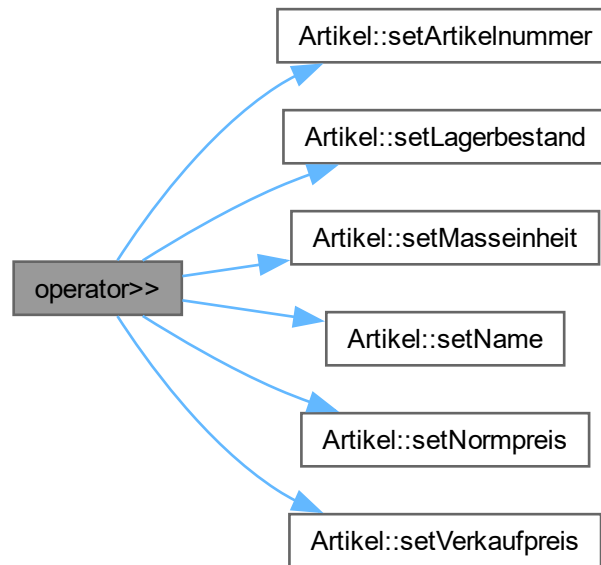 Artikel::setArtikelnummer
Artikel::setLagerbestand
Artikel::setMasseinheit
operator>>
Artikel::setName
Artikel::setNormpreis
Artikel::setVerkaufpreis